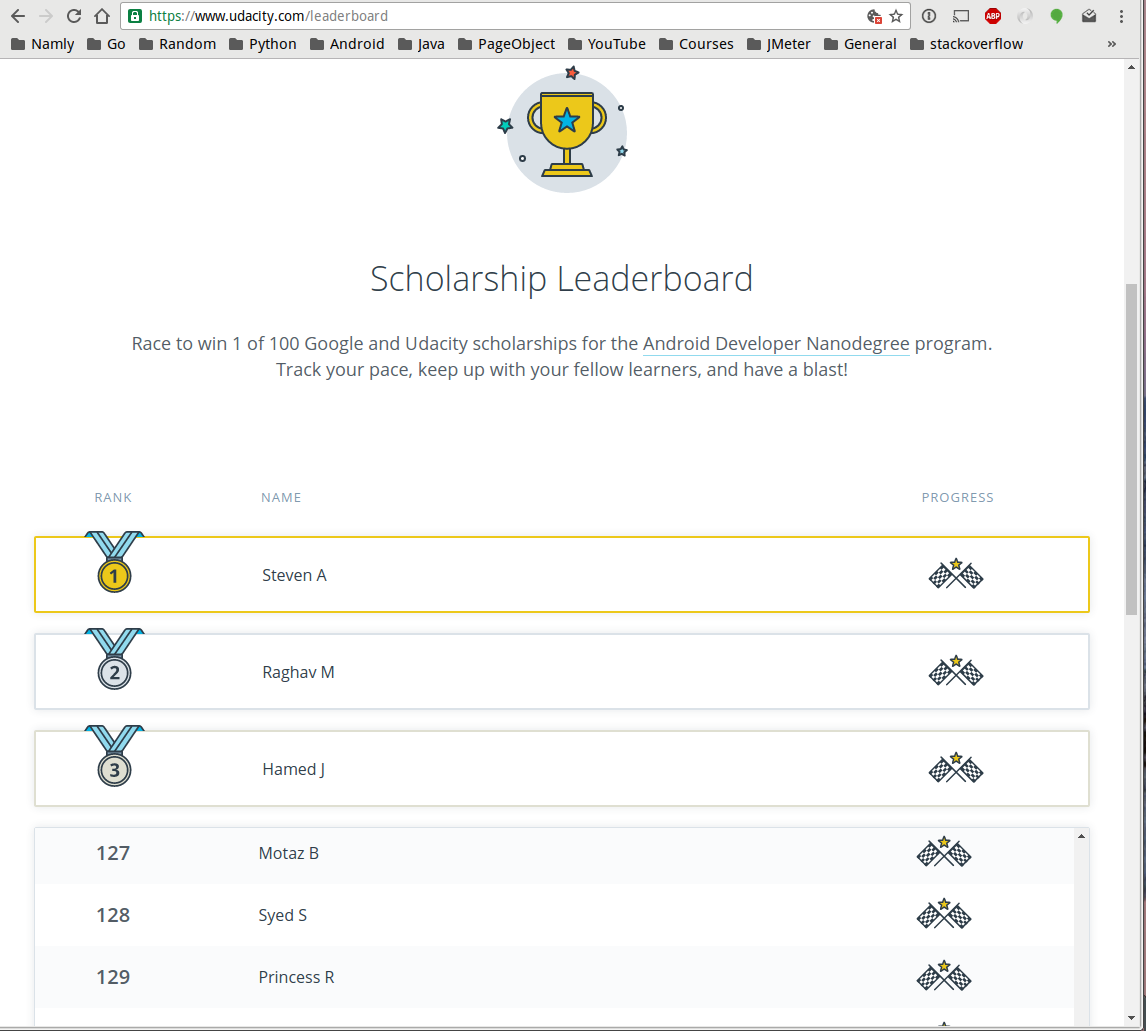 https://www.udacity.com/leaderboard
ABP
Namly Go Random Python Android Java PageObject YouTube Courses JMeter General stackoverflow »
Scholarship Leaderboard
Race to win 1 of 100 Google and Udacity scholarships for the Android Developer Nanodegree program.
Track your pace, keep up with your fellow learners, and have a blast!
RANK NAME PROGRESS
1 Steven A
2 Raghav M
3 Hamed J
127 Motaz B
128 Syed S
129 Princess R